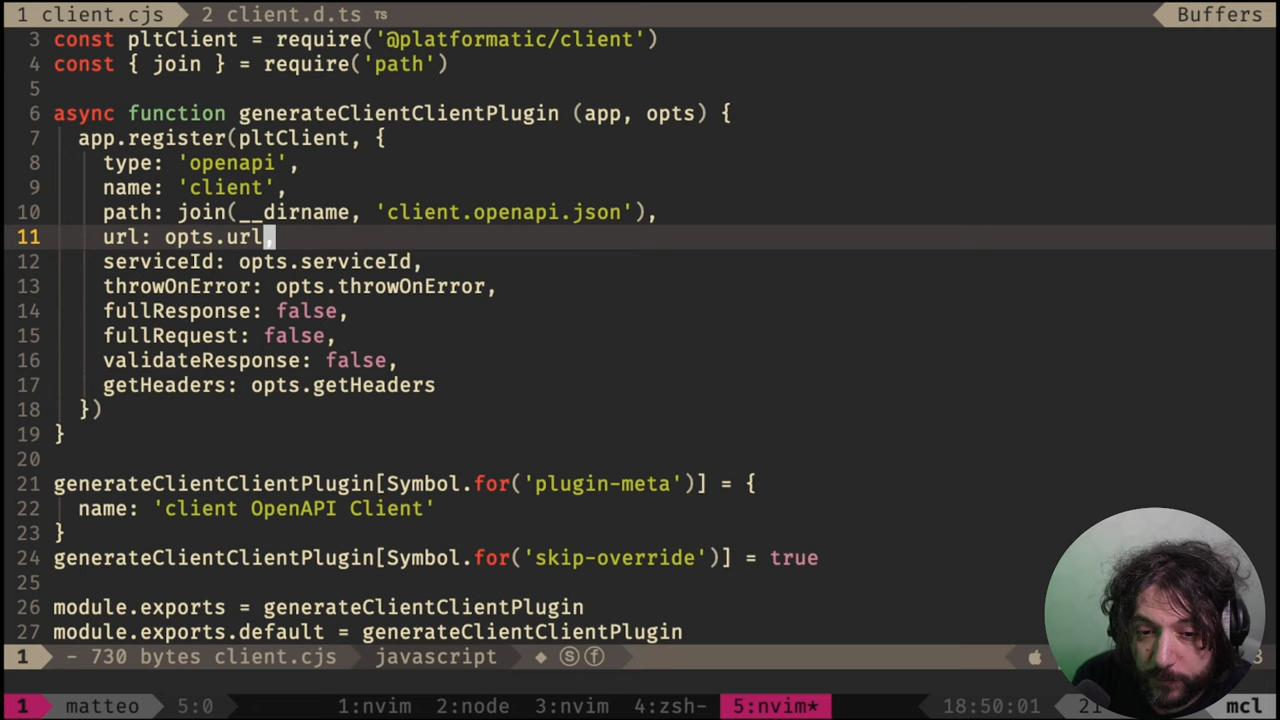 1 client.cjs 2 client.d.ts TS Buffers
3 const pltClient = require('@platformatic/client')
4 const { join } = require('path')
5
6 async function generateClientClientPlugin (app, opts) {
7 app.register(pltClient, {
8 type: 'openapi',
9 name: 'client',
10 path: join(__dirname, 'client.openapi.json'),
11 url: opts.url,
12 serviceId: opts.serviceId,
13 throwOnError: opts.throwOnError,
14 fullResponse: false,
15 fullRequest: false,
16 validateResponse: false,
17 getHeaders: opts.getHeaders
18 })
19 }
20
21 generateClientClientPlugin[Symbol.for('plugin-meta')] = {
22 name: 'client OpenAPI Client'
23 }
24 generateClientClientPlugin[Symbol.for('skip-override')] = true
25
26 module.exports = generateClientClientPlugin
27 module.exports.default = generateClientClientPlugin
1 - 730 bytes client.cjs javascript ◆ ⓢⓕ 3
1 matteo 5:0 1:nvim 2:node 3:nvim 4:zsh- 5:nvim* 18:50:01 21 mcl